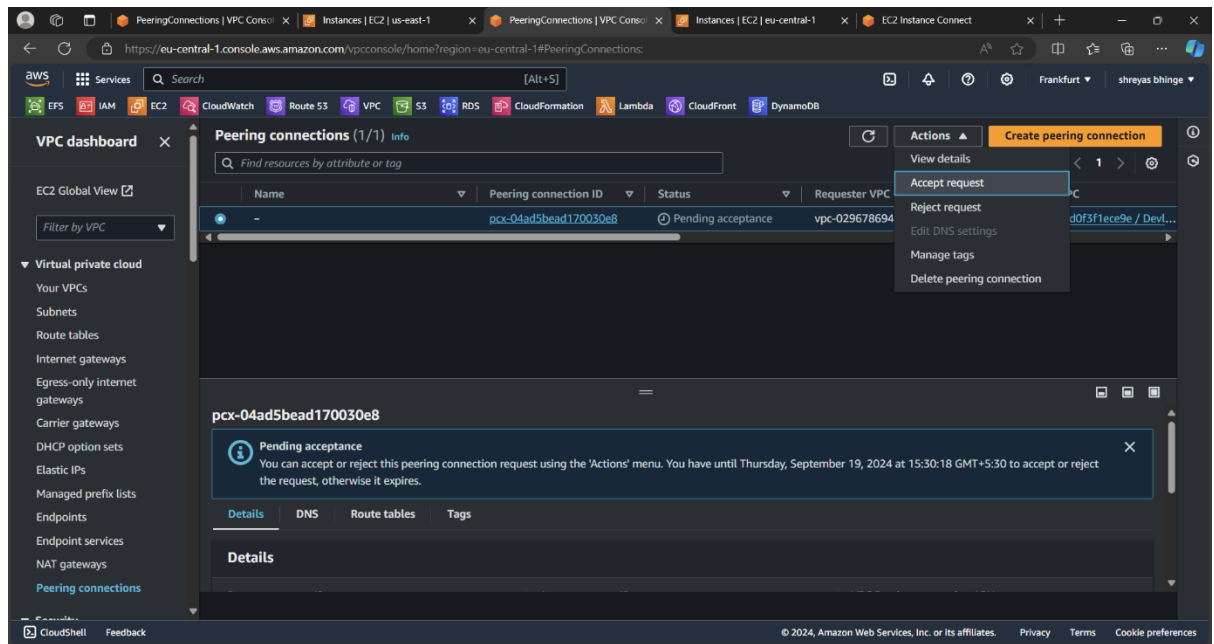 PeeringConnections | VPC Consol
Instances | EC2 | us-east-1
PeeringConnections | VPC Consol
Instances | EC2 | eu-central-1
EC2 Instance Connect
https://eu-central-1.console.aws.amazon.com/vpcconsole/home?region=eu-central-1#PeeringConnections:
aws Services Search [Alt+S] Frankfurt shreyas bhinge
EFS IAM EC2 CloudWatch Route 53 VPC S3 RDS CloudFormation Lambda CloudFront DynamoDB
VPC dashboard
EC2 Global View
Filter by VPC
Virtual private cloud
Your VPCs
Subnets
Route tables
Internet gateways
Egress-only internet
gateways
Carrier gateways
DHCP option sets
Elastic IPs
Managed prefix lists
Endpoints
Endpoint services
NAT gateways
Peering connections
Peering connections (1/1) Info
Actions
Create peering connection
Find resources by attribute or tag
1
Name Peering connection ID Status Requester VPC
- pcx-04ad5bead170030e8 Pending acceptance vpc-029678694 d0f3f1ece9e / Devl...
View details
Accept request
Reject request
Edit DNS settings
Manage tags
Delete peering connection
pcx-04ad5bead170030e8
Pending acceptance
You can accept or reject this peering connection request using the 'Actions' menu. You have until Thursday, September 19, 2024 at 15:30:18 GMT+5:30 to accept or reject
the request, otherwise it expires.
Details DNS Route tables Tags
Details
CloudShell Feedback © 2024, Amazon Web Services, Inc. or its affiliates. Privacy Terms Cookie preferences